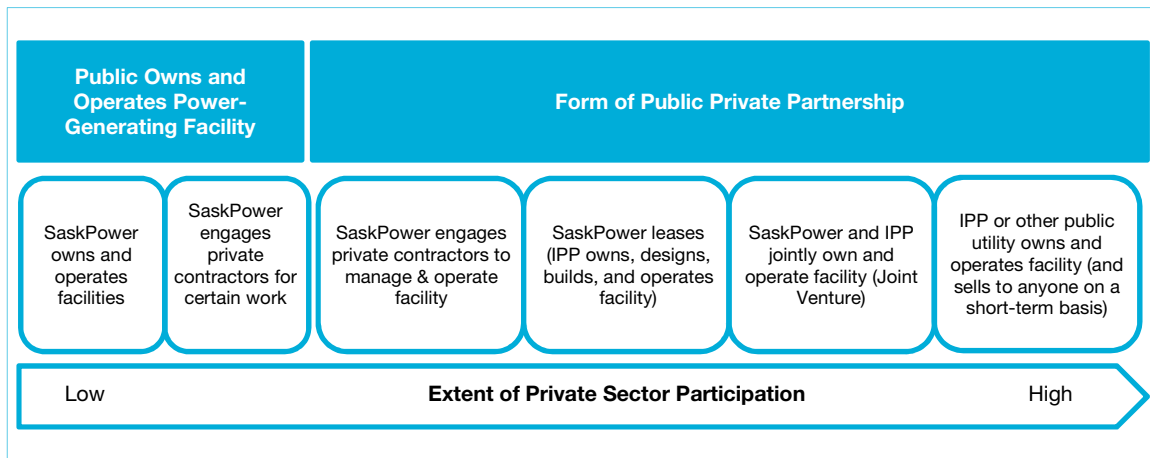 Public Owns and
Operates Power-
Generating Facility
Form of Public Private Partnership
SaskPower
owns and
operates
facilities
SaskPower
engages
private
contractors for
certain work
SaskPower engages
private contractors to
manage & operate
facility
SaskPower leases
(IPP owns, designs,
builds, and operates
facility)
SaskPower and IPP
jointly own and
operate facility (Joint
Venture)
IPP or other public
utility owns and
operates facility (and
sells to anyone on a
short-term basis)
Low
Extent of Private Sector Participation
High